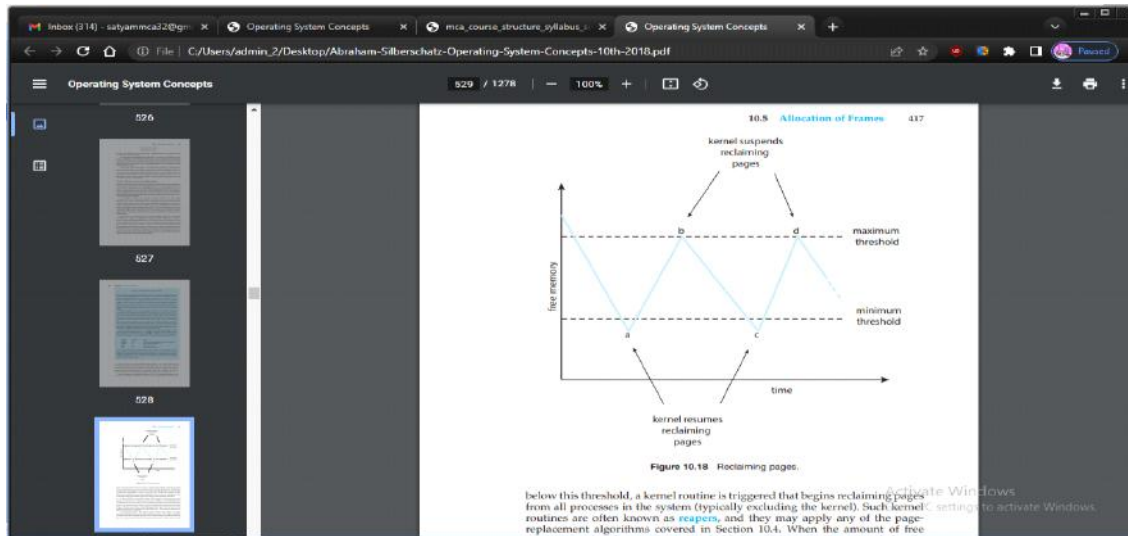 Inbox (314) - satyammca32@gm
Operating System Concepts
mca_course_structure_syllabus_
Operating System Concepts
File
C:/Users/admin_2/Desktop/Abraham-Silberschatz-Operating-System-Concepts-10th-2018.pdf
Paused
Operating System Concepts
529 / 1278
100%
526
527
528
10.5 Allocation of Frames 417
kernel suspends
reclaiming
pages
b
d
maximum
threshold
free memory
minimum
threshold
a
c
time
kernel resumes
reclaiming
pages
Figure 10.18 Reclaiming pages.
below this threshold, a kernel routine is triggered that begins reclaiming pages
from all processes in the system (typically excluding the kernel). Such kernel
routines are often known as reapers, and they may apply any of the page-
replacement algorithms covered in Section 10.4. When the amount of free
Activate Windows
settings to activate Windows.